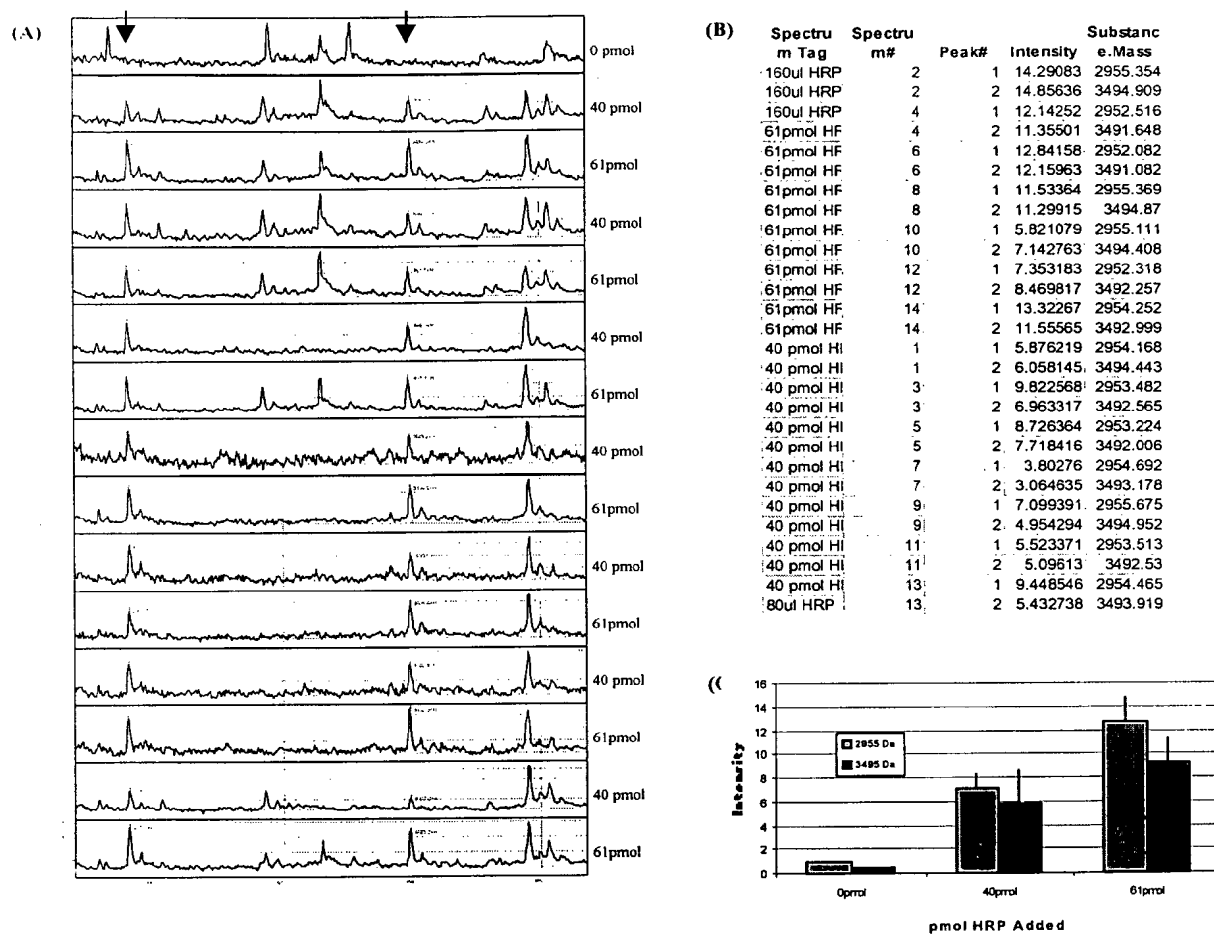 (A)
0 pmol
40 pmol
61pmol
40 pmol
61pmol
40 pmol
61pmol
40 pmol
61pmol
40 pmol
61pmol
40 pmol
61pmol
40 pmol
61pmol
(B)
Spectru Spectru Substanc
m Tag m# Peak# Intensity e.Mass
160ul HRP 2 1 14.29083 2955.354
160ul HRP 2 2 14.85636 3494.909
160ul HRP 4 1 12.14252 2952.516
61pmol HF 4 2 11.35501 3491.648
61pmol HF 6 1 12.84158 2952.082
61pmol HF 6 2 12.15963 3491.082
61pmol HF 8 1 11.53364 2955.369
61pmol HF 8 2 11.29915 3494.87
61pmol HF 10 1 5.821079 2955.111
61pmol HF 10 2 7.142763 3494.408
61pmol HF 12 1 7.353183 2952.318
61pmol HF 12 2 8.469817 3492.257
61pmol HF 14 1 13.32267 2954.252
61pmol HF 14 2 11.55565 3492.999
40 pmol HI 1 1 5.876219 2954.168
40 pmol HI 1 2 6.058145 3494.443
40 pmol HI 3 1 9.822568 2953.482
40 pmol HI 3 2 6.963317 3492.565
40 pmol HI 5 1 8.726364 2953.224
40 pmol HI 5 2 7.718416 3492.006
40 pmol HI 7 1 3.80276 2954.692
40 pmol HI 7 2 3.064635 3493.178
40 pmol HI 9 1 7.099391 2955.675
40 pmol HI 9 2 4.954294 3494.952
40 pmol HI 11 1 5.523371 2953.513
40 pmol HI 11 2 5.09613 3492.53
40 pmol HI 13 1 9.448546 2954.465
80ul HRP 13 2 5.432738 3493.919
((
16
14
12
10
8
6
4
2
0
Intensity
2955 Da
3495 Da
0pmol 40pmol 61pmol
pmol HRP Added